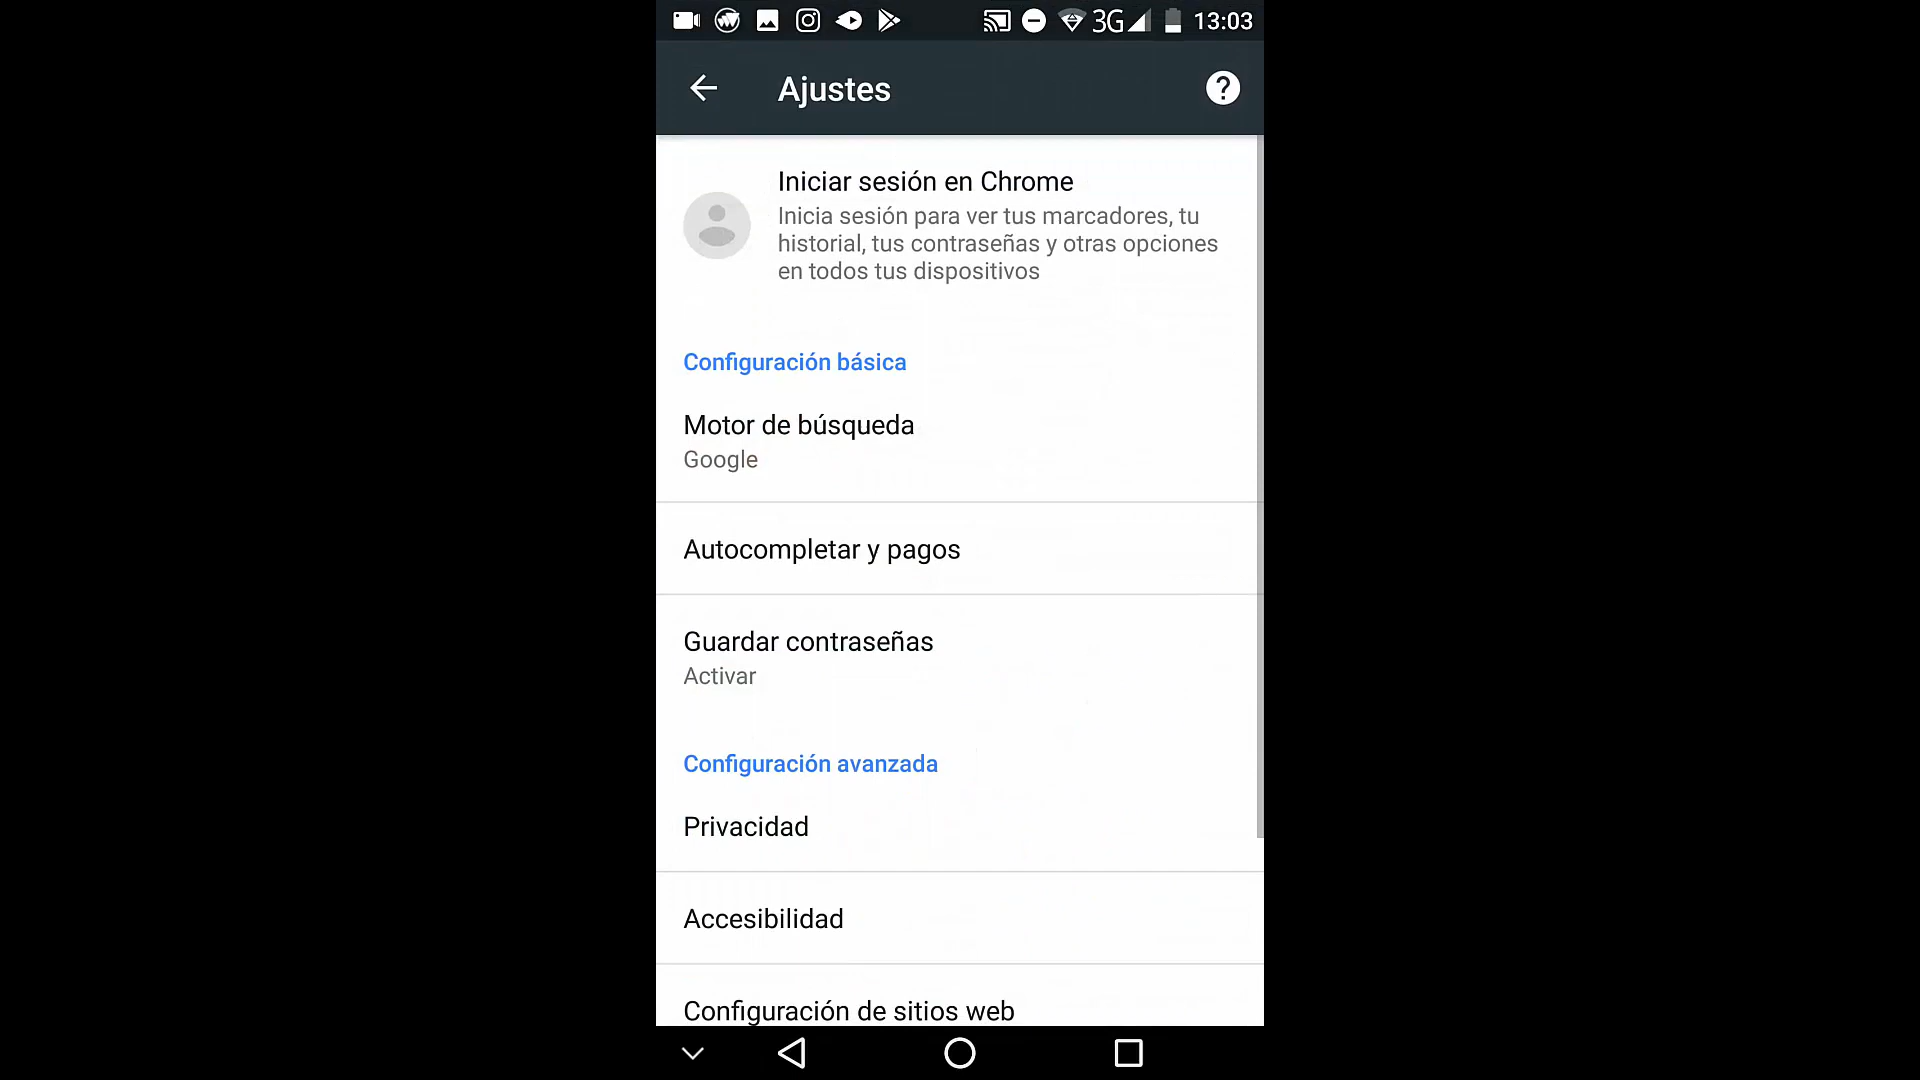 3G 13:03
Ajustes
Iniciar sesión en Chrome
Inicia sesión para ver tus marcadores, tu
historial, tus contraseñas y otras opciones
en todos tus dispositivos
Configuración básica
Motor de búsqueda
Google
Autocompletar y pagos
Guardar contraseñas
Activar
Configuración avanzada
Privacidad
Accesibilidad
Configuración de sitios web